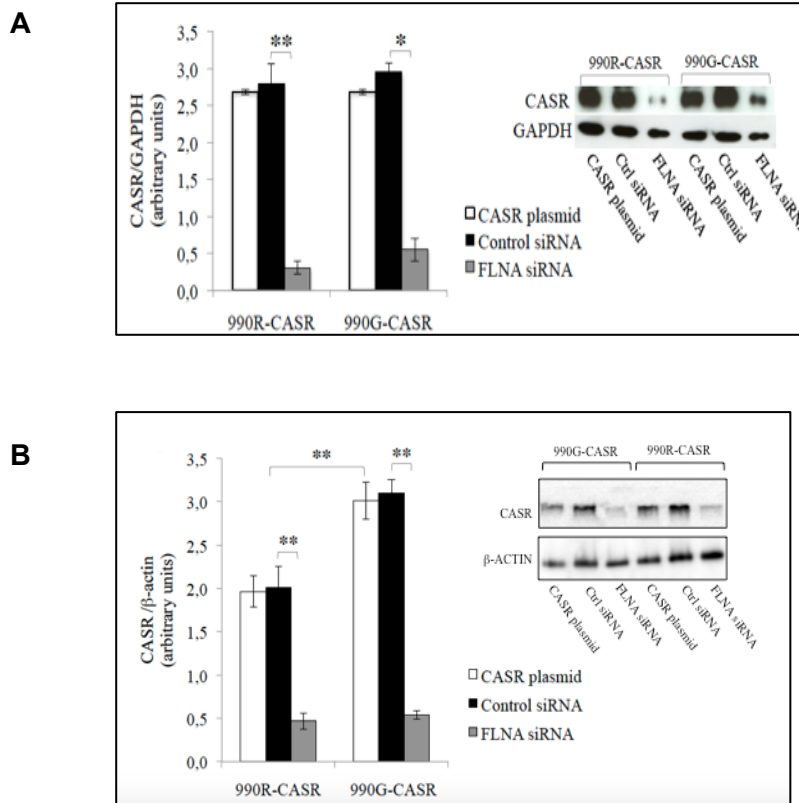 A
3,5
3,0
2,5
2,0
1,5
1,0
0,5
0,0
CASR/GAPDH
(arbitrary units)
**
*
990R-CASR 990G-CASR
CASR plasmid
Control siRNA
FLNA siRNA
990R-CASR 990G-CASR
CASR
GAPDH
CASR plasmid
Ctrl siRNA
FLNA siRNA
CASR plasmid
Ctrl siRNA
FLNA siRNA
B
3,5
3,0
2,5
2,0
1,5
1,0
0,5
0,0
CASR /β-actin
(arbitrary units)
**
**
**
990R-CASR 990G-CASR
CASR plasmid
Control siRNA
FLNA siRNA
990G-CASR 990R-CASR
CASR
β-ACTIN
CASR plasmid
Ctrl siRNA
FLNA siRNA
CASR plasmid
Ctrl siRNA
FLNA siRNA